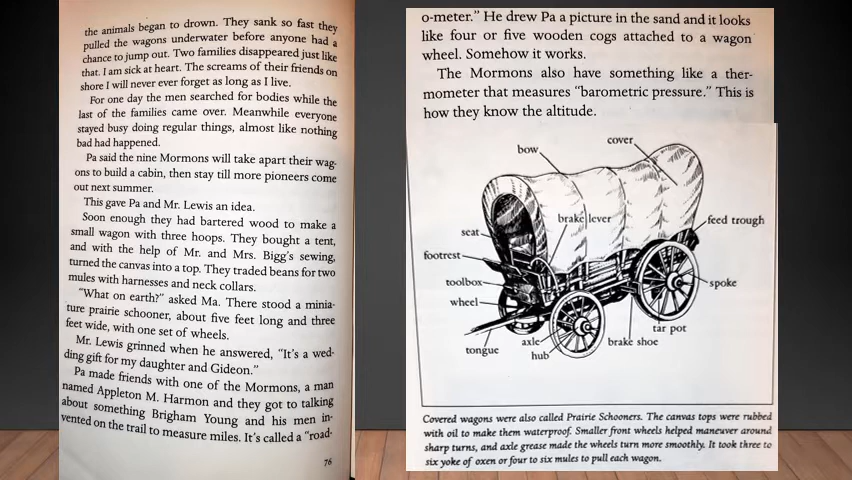 the animals began to drown. They sank so fast they
pulled the wagons underwater before anyone had a
chance to jump out. Two families disappeared just like
that. I am sick at heart. The screams of their friends on
shore I will never ever forget as long as I live.
For one day the men searched for bodies while the
last of the families came over. Meanwhile everyone
stayed busy doing regular things, almost like nothing
bad had happened.
Pa said the nine Mormons will take apart their wag-
ons to build a cabin, then stay till more pioneers come
out next summer.
This gave Pa and Mr. Lewis an idea.
Soon enough they had bartered wood to make a
small wagon with three hoops. They bought a tent,
and with the help of Mr. and Mrs. Bigg's sewing,
turned the canvas into a top. They traded beans for two
mules with harnesses and neck collars.
"What on earth?" asked Ma. There stood a minia-
ture prairie schooner, about five feet long and three
feet wide, with one set of wheels.
Mr. Lewis grinned when he answered, "It's a wed-
ding gift for my daughter and Gideon."
Pa made friends with one of the Mormons, a man
named Appleton M. Harmon and they got to talking
about something Brigham Young and his men in-
vented on the trail to measure miles. It's called a "road-
76
o-meter." He drew Pa a picture in the sand and it looks
like four or five wooden cogs attached to a wagon
wheel. Somehow it works.
The Mormons also have something like a ther-
mometer that measures "barometric pressure." This is
how they know the altitude.
cover
bow
brake lever
feed trough
seat
footrest
toolbox
spoke
wheel
tar pot
axle
brake shoe
tongue
hub
Covered wagons were also called Prairie Schooners. The canvas tops were rubbed
with oil to make them waterproof. Smaller front wheels helped maneuver around
sharp turns, and axle grease made the wheels turn more smoothly. It took three to
six yoke of oxen or four to six mules to pull each wagon.